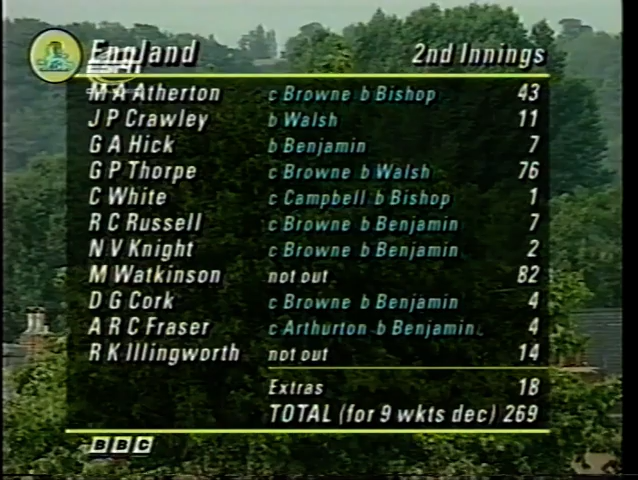 England 2nd Innings
ESPN
M A Atherton c Browne b Bishop 43
J P Crawley b Walsh 11
G A Hick b Benjamin 7
G P Thorpe c Browne b Walsh 76
C White c Campbell b Bishop 1
R C Russell c Browne b Benjamin 7
N V Knight c Browne b Benjamin 2
M Watkinson not out 82
D G Cork c Browne b Benjamin 4
A R C Fraser c Arthurton b Benjamin 4
R K Illingworth not out 14
Extras 18
TOTAL (for 9 wkts dec) 269
BBC